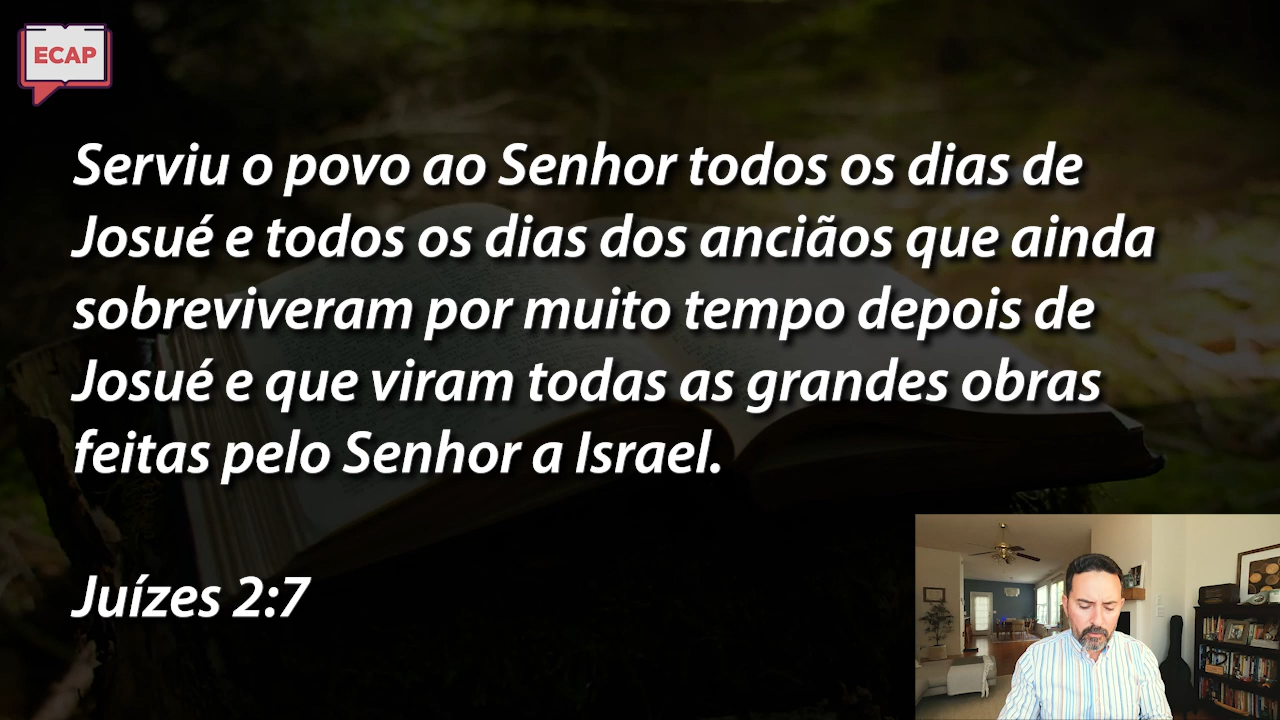 ECAP
Serviu o povo ao Senhor todos os dias de
Josué e todos os dias dos anciãos que ainda
sobreviveram por muito tempo depois de
Josué e que viram todas as grandes obras
feitas pelo Senhor a Israel.
Juízes 2:7